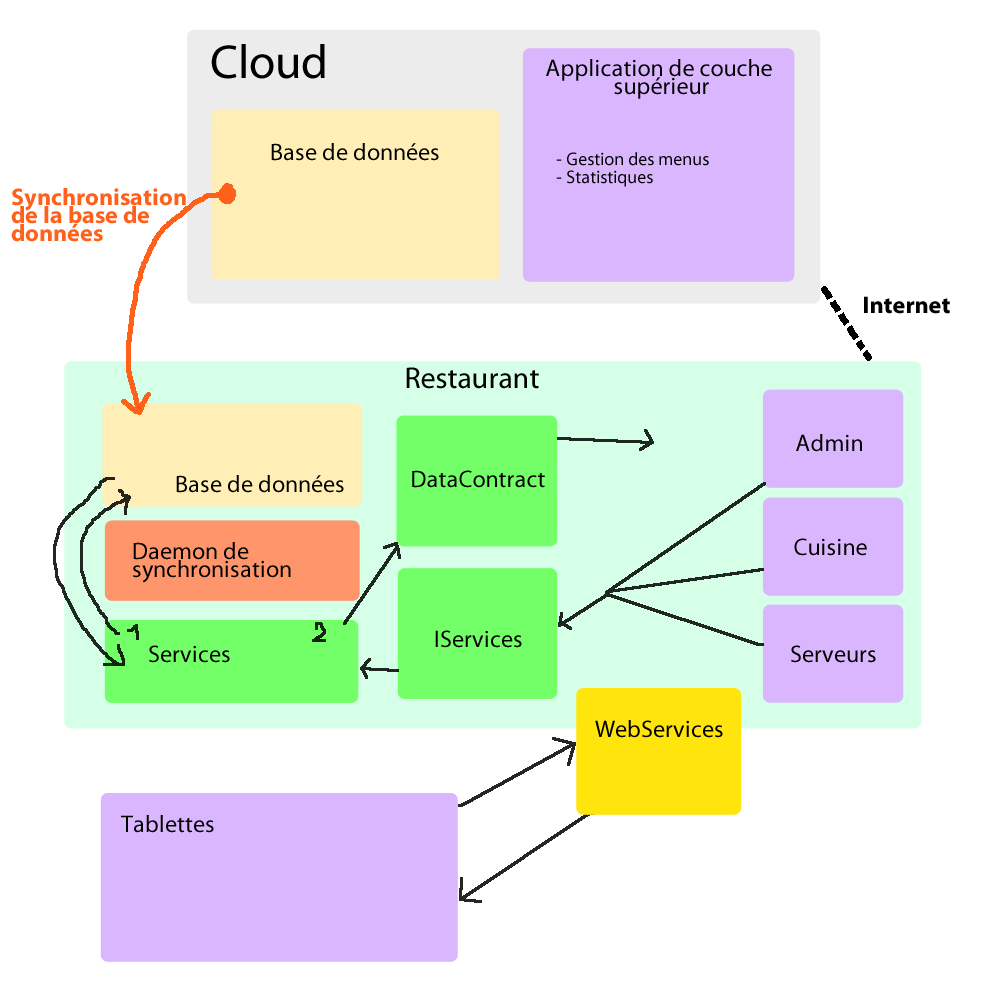 Cloud
Application de couche
supérieur
Base de données
- Gestion des menus
- Statistiques
Synchronisation
de la base de
données
Internet
Restaurant
Admin
DataContract
Base de données
Cuisine
Daemon de
synchronisation
1
2
Services
IServices
Serveurs
WebServices
Tablettes